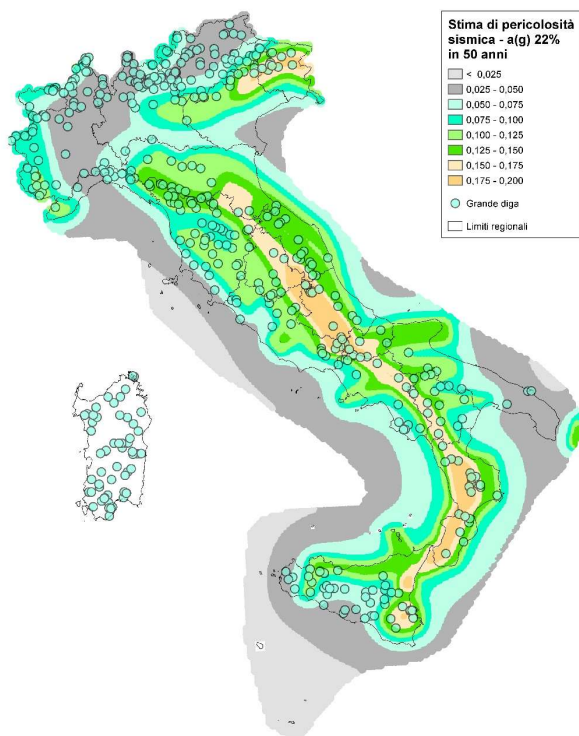 Stima di pericolosità
sismica - a(g) 22%
in 50 anni
< 0,025
0,025 - 0,050
0,050 - 0,075
0,075 - 0,100
0,100 - 0,125
0,125 - 0,150
0,150 - 0,175
0,175 - 0,200
Grande diga
Limiti regionali